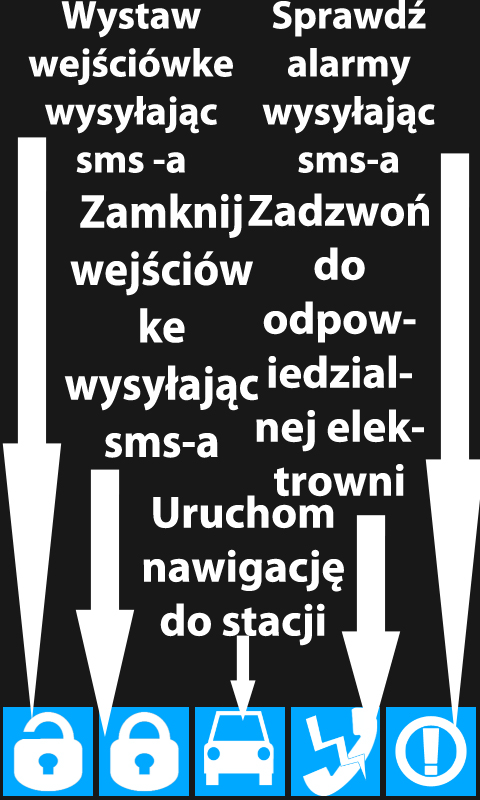 Wystaw
wejściówke
wysyłając
sms -a
Sprawdź
alarmy
wysyłając
sms-a
Zamknij
wejściów
ke
wysyłając
sms-a
Zadzwoń
do
odpow-
iedzial-
nej elek-
trowni
Uruchom
nawigację
do stacji